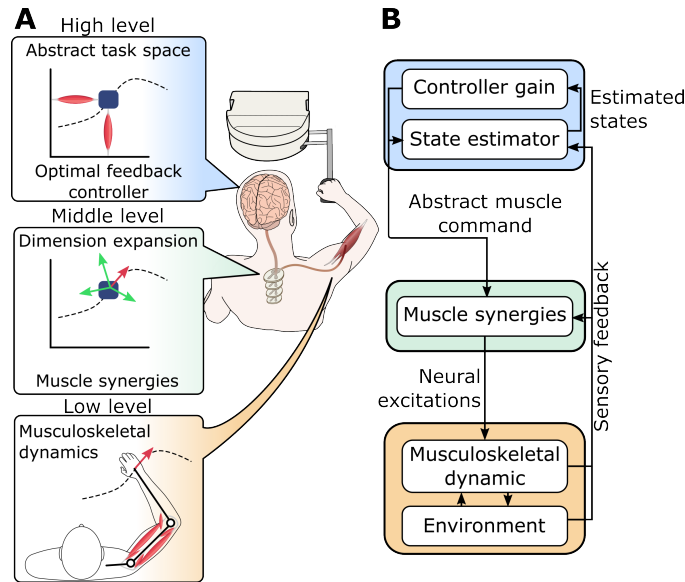 A
High level
Abstract task space
Optimal feedback
controller
Middle level
Dimension expansion
Muscle synergies
Low level
Musculoskeletal
dynamics
B
Controller gain
State estimator
Estimated
states
Abstract muscle
command
Muscle synergies
Sensory feedback
Neural
excitations
Musculoskeletal
dynamic
Environment